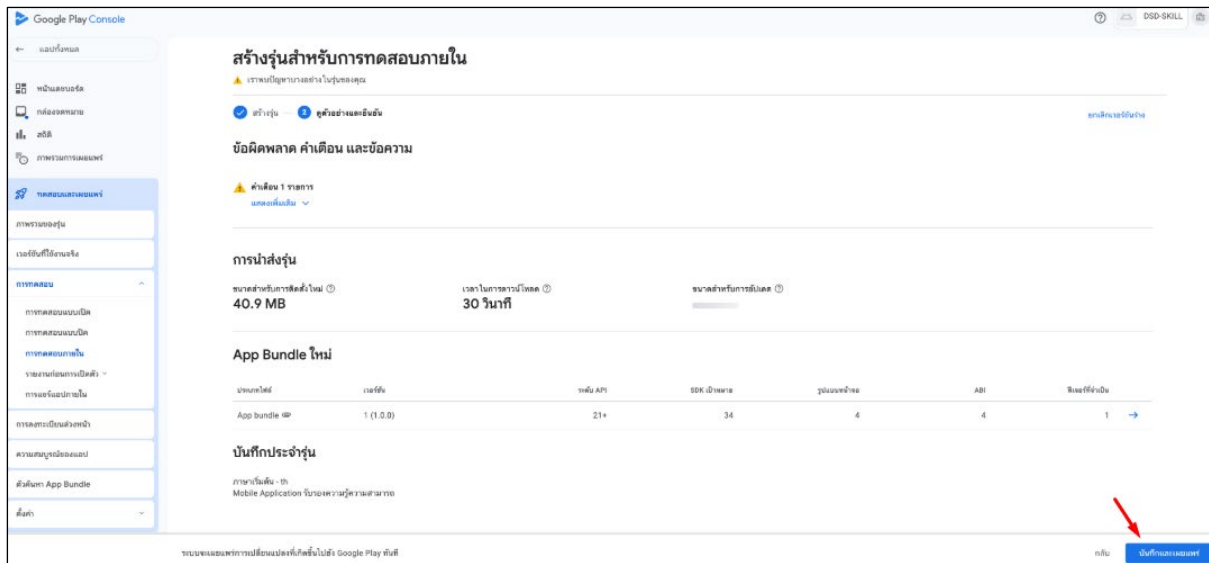 Google Play Console
DSD-SKILL
แอปทั้งหมด
หน้าแดชบอร์ด
กล่องจดหมาย
สถิติ
ภาพรวมการเผยแพร่
ทดสอบและเผยแพร่
ภาพรวมของรุ่น
เวอร์ชันที่ใช้งานจริง
การทดสอบ
การทดสอบแบบเปิด
การทดสอบแบบปิด
การทดสอบภายใน
รายงานก่อนการเปิดตัว
การแชร์แอปภายใน
การลงทะเบียนล่วงหน้า
ความสมบูรณ์ของแอป
ตัวค้นหา App Bundle
ตั้งค่า
สร้างรุ่นสำหรับการทดสอบภายใน
เราพบปัญหาบางอย่างในรุ่นของคุณ
สร้างรุ่น
2 ดูตัวอย่างและยืนยัน
ยกเลิกเวอร์ชันร่าง
ข้อผิดพลาด คำเตือน และข้อความ
คำเตือน 1 รายการ
แสดงเพิ่มเติม
การนำส่งรุ่น
ขนาดสำหรับการติดตั้งใหม่ เวลาในการดาวน์โหลด ขนาดสำหรับการอัปเดต
40.9 MB 30 วินาที
App Bundle ใหม่
ประเภทไฟล์ เวอร์ชัน ระดับ API SDK เป้าหมาย รูปแบบหน้าจอ ABI ฟีเจอร์ที่จำเป็น
App bundle 1 (1.0.0) 21+ 34 4 4 1
บันทึกประจำรุ่น
ภาษาเริ่มต้น - th
Mobile Application รับรองความรู้ความสามารถ
ระบบจะเผยแพร่การเปลี่ยนแปลงที่เกิดขึ้นไปยัง Google Play ทันที
กลับ
บันทึกและเผยแพร่